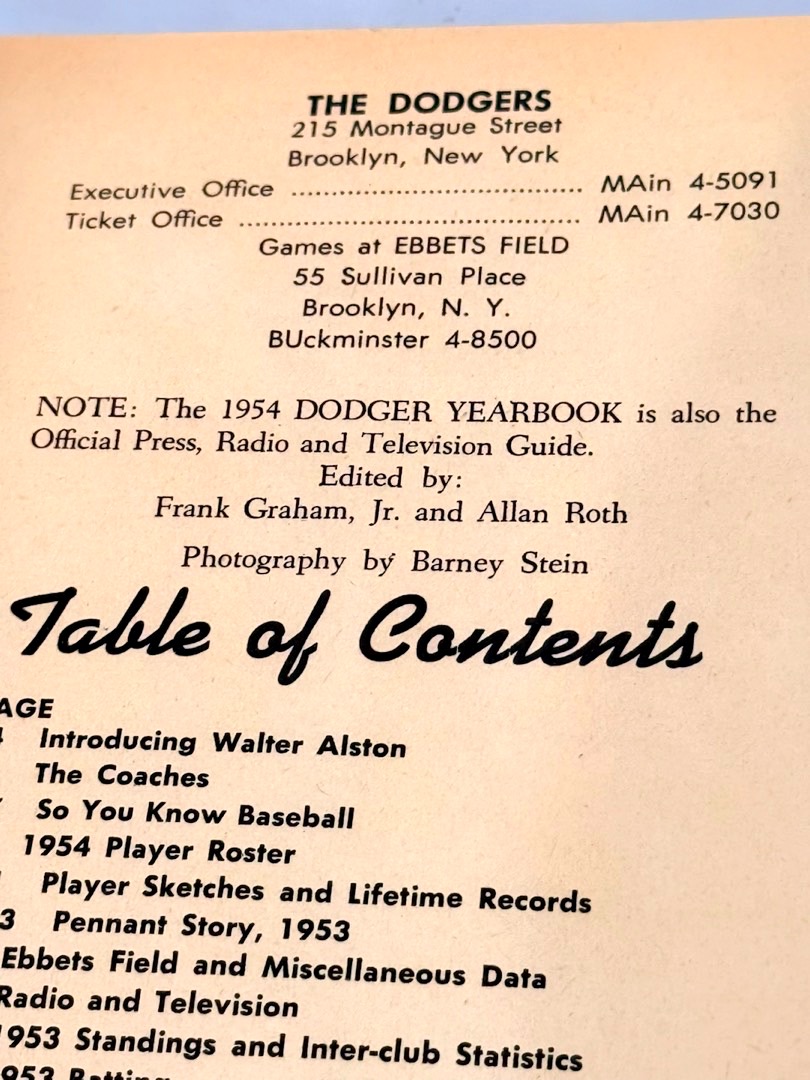 THE DODGERS
215 Montague Street
Brooklyn, New York
Executive Office ................................ MAin 4-5091
Ticket Office ..................................... MAin 4-7030
Games at EBBETS FIELD
55 Sullivan Place
Brooklyn, N. Y.
BUckminster 4-8500
NOTE: The 1954 DODGER YEARBOOK is also the
Official Press, Radio and Television Guide.
Edited by:
Frank Graham, Jr. and Allan Roth
Photography by Barney Stein
Table of Contents
AGE
Introducing Walter Alston
The Coaches
So You Know Baseball
1954 Player Roster
Player Sketches and Lifetime Records
3 Pennant Story, 1953
Ebbets Field and Miscellaneous Data
Radio and Television
1953 Standings and Inter-club Statistics
953 Batting